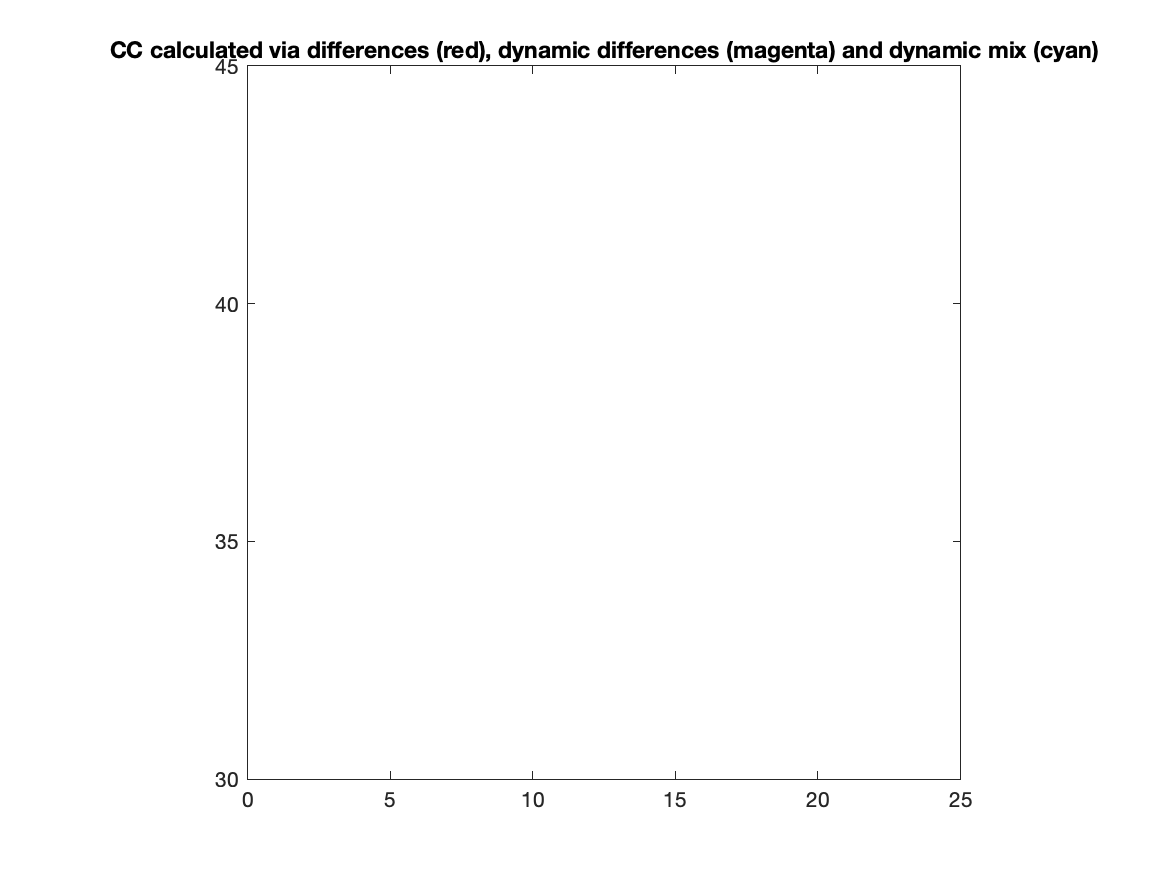 CC calculated via differences (red), dynamic differences (magenta) and dynamic mix (cyan)
45
40
35
30
0 5 10 15 20 25